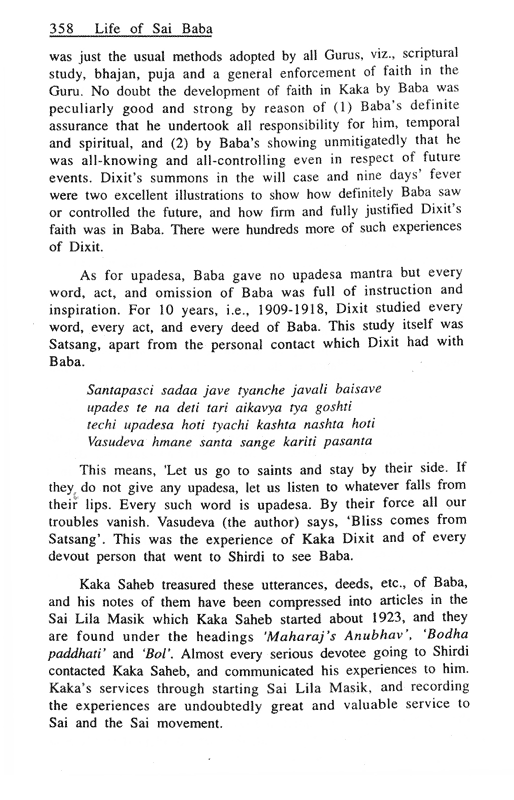 358 Life of Sai Baba
was just the usual methods adopted by all Gurus, viz., scriptural
study, bhajan, puja and a general enforcement of faith in the
Guru. No doubt the development of faith in Kaka by Baba was
peculiarly good and strong by reason of (1) Baba's definite
assurance that he undertook all responsibility for him, temporal
and spiritual, and (2) by Baba's showing unmitigatedly that he
was all-knowing and all-controlling even in respect of future
events. Dixit's summons in the will case and nine days' fever
were two excellent illustrations to show how definitely Baba saw
or controlled the future, and how firm and fully justified Dixit's
faith was in Baba. There were hundreds more of such experiences
of Dixit.
As for upadesa, Baba gave no upadesa mantra but every
word, act, and omission of Baba was full of instruction and
inspiration. For 10 years, i.e., 1909-1918, Dixit studied every
word, every act, and every deed of Baba. This study itself was
Satsang, apart from the personal contact which Dixit had with
Baba.
Santapasci sadaa jave tyanche javali baisave
upades te na deti tari aikavya tya goshti
techi upadesa hoti tyachi kashta nashta hoti
Vasudeva hmane santa sange kariti pasanta
This means, 'Let us go to saints and stay by their side. If
they do not give any upadesa, let us listen to whatever falls from
their lips. Every such word is upadesa. By their force all our
troubles vanish. Vasudeva (the author) says, 'Bliss comes from
Satsang'. This was the experience of Kaka Dixit and of every
devout person that went to Shirdi to see Baba.
Kaka Saheb treasured these utterances, deeds, etc., of Baba,
and his notes of them have been compressed into articles in the
Sai Lila Masik which Kaka Saheb started about 1923, and they
are found under the headings 'Maharaj's Anubhav', 'Bodha
paddhati' and 'Bol'. Almost every serious devotee going to Shirdi
contacted Kaka Saheb, and communicated his experiences to him.
Kaka's services through starting Sai Lila Masik, and recording
the experiences are undoubtedly great and valuable service to
Sai and the Sai movement.